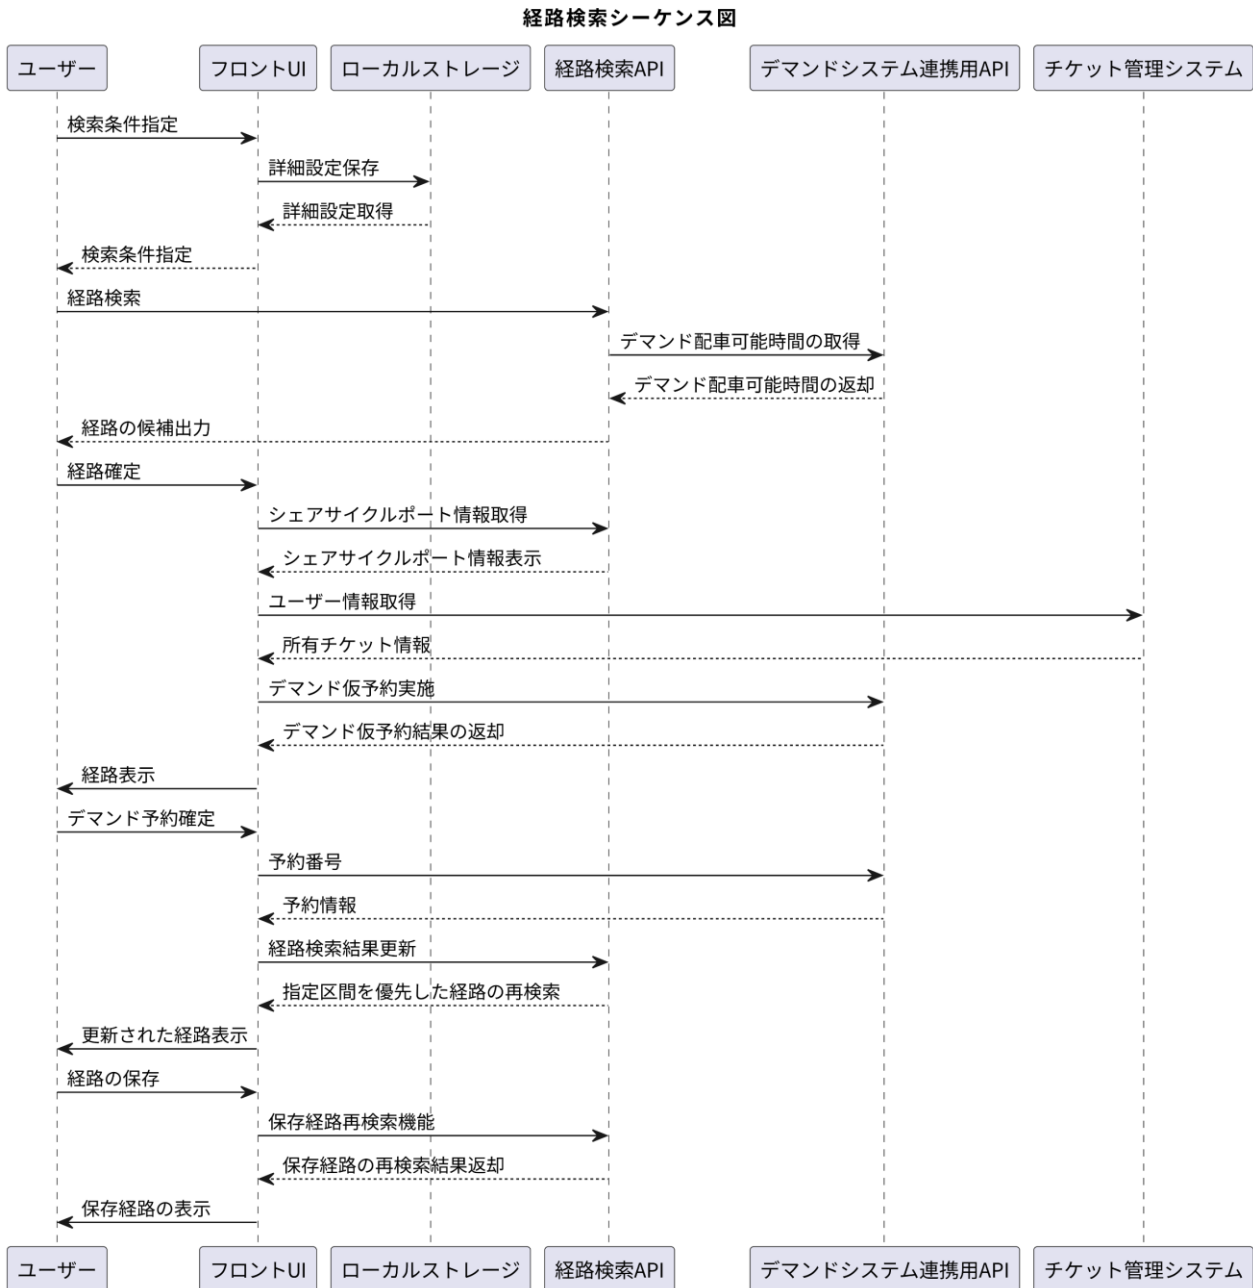 経路検索シーケンス図
ユーザー フロントUI ローカルストレージ 経路検索API デマンドシステム連携用API チケット管理システム
検索条件指定
詳細設定保存
詳細設定取得
検索条件指定
経路検索
デマンド配車可能時間の取得
デマンド配車可能時間の返却
経路の候補出力
経路確定
シェアサイクルポート情報取得
シェアサイクルポート情報表示
ユーザー情報取得
所有チケット情報
デマンド仮予約実施
デマンド仮予約結果の返却
経路表示
デマンド予約確定
予約番号
予約情報
経路検索結果更新
指定区間を優先した経路の再検索
更新された経路表示
経路の保存
保存経路再検索機能
保存経路の再検索結果返却
保存経路の表示
ユーザー フロントUI ローカルストレージ 経路検索API デマンドシステム連携用API チケット管理システム